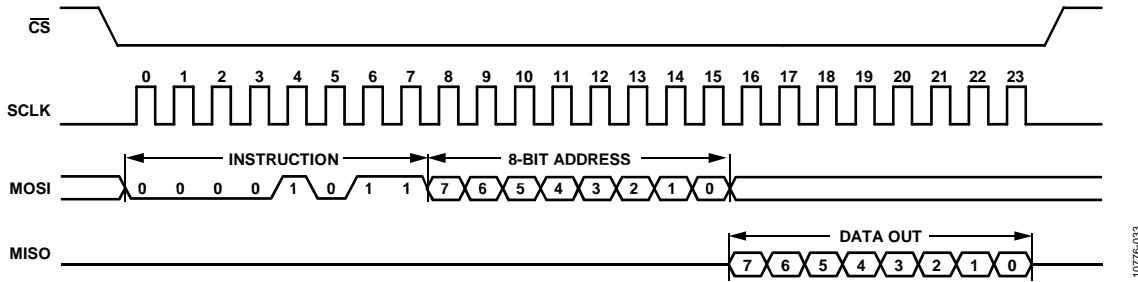 CS
0 1 2 3 4 5 6 7 8 9 10 11 12 13 14 15 16 17 18 19 20 21 22 23
SCLK
INSTRUCTION 8-BIT ADDRESS
MOSI 0 0 0 0 1 0 1 1 7 6 5 4 3 2 1 0
DATA OUT
MISO 7 6 5 4 3 2 1 0
10776-033